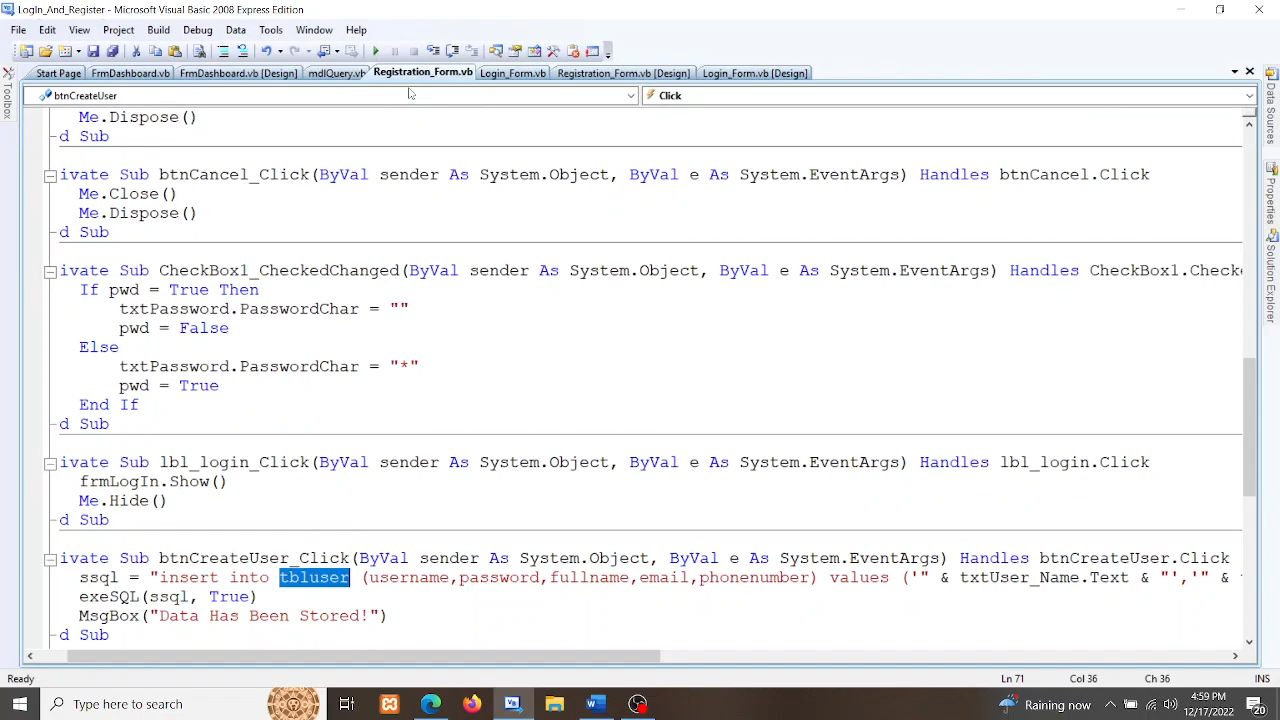 LogIn_And_Register - Microsoft Visual Basic 2008 Express Edition
File Edit View Project Build Debug Data Tools Window Help
Start Page FrmDashboard.vb FrmDashboard.vb [Design] mdlQuery.vb Registration_Form.vb Login_Form.vb Registration_Form.vb [Design] Login_Form.vb [Design]
Toolbox
btnCreateUser Click
Me.Dispose()
d Sub
ivate Sub btnCancel_Click(ByVal sender As System.Object, ByVal e As System.EventArgs) Handles btnCancel.Click
Me.Close()
Me.Dispose()
d Sub
ivate Sub CheckBox1_CheckedChanged(ByVal sender As System.Object, ByVal e As System.EventArgs) Handles CheckBox1.Checke
If pwd = True Then
txtPassword.PasswordChar = ""
pwd = False
Else
txtPassword.PasswordChar = "*"
pwd = True
End If
d Sub
ivate Sub lbl_login_Click(ByVal sender As System.Object, ByVal e As System.EventArgs) Handles lbl_login.Click
frmLogIn.Show()
Me.Hide()
d Sub
ivate Sub btnCreateUser_Click(ByVal sender As System.Object, ByVal e As System.EventArgs) Handles btnCreateUser.Click
ssql = "insert into tbluser (username,password,fullname,email,phonenumber) values ('" & txtUser_Name.Text & "','" &
exeSQL(ssql, True)
MsgBox("Data Has Been Stored!")
d Sub
Data Sources
Properties
Solution Explorer
Ready Ln 71 Col 36 Ch 36 INS
Type here to search
Raining now
4:59 PM
12/17/2022
20